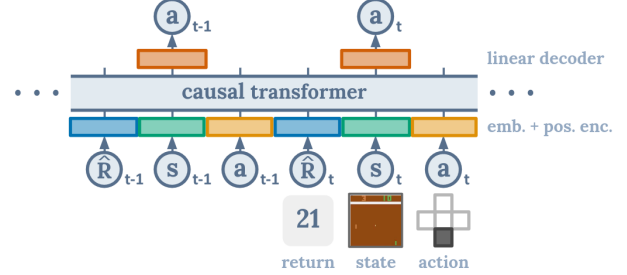 a t-1 a t
linear decoder
· · · causal transformer · · ·
emb. + pos. enc.
R̂ t-1 s t-1 a t-1 R̂ t s t a t
21
return state action